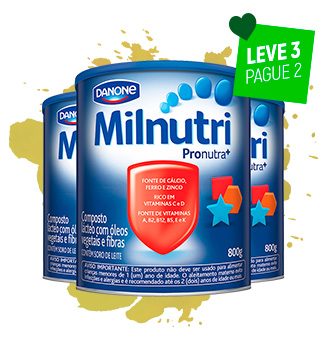 LEVE 3
PAGUE 2
DANONE
Milnutri
Pronutra+
FONTE DE CÁLCIO,
FERRO E ZINCO
RICO EM
VITAMINAS C e D
FONTE DE VITAMINAS
A, B2, B12, B5, E e K
Composto
lácteo com óleos
vegetais e fibras
CONTÉM SORO DE LEITE
800g
800g
AVISO IMPORTANTE: Este produto não deve ser usado para alimentar
crianças menores de 1 (um) ano de idade. O aleitamento materno evita
infecções e alergias e é recomendado até os 2 (dois) anos de idade ou mais.